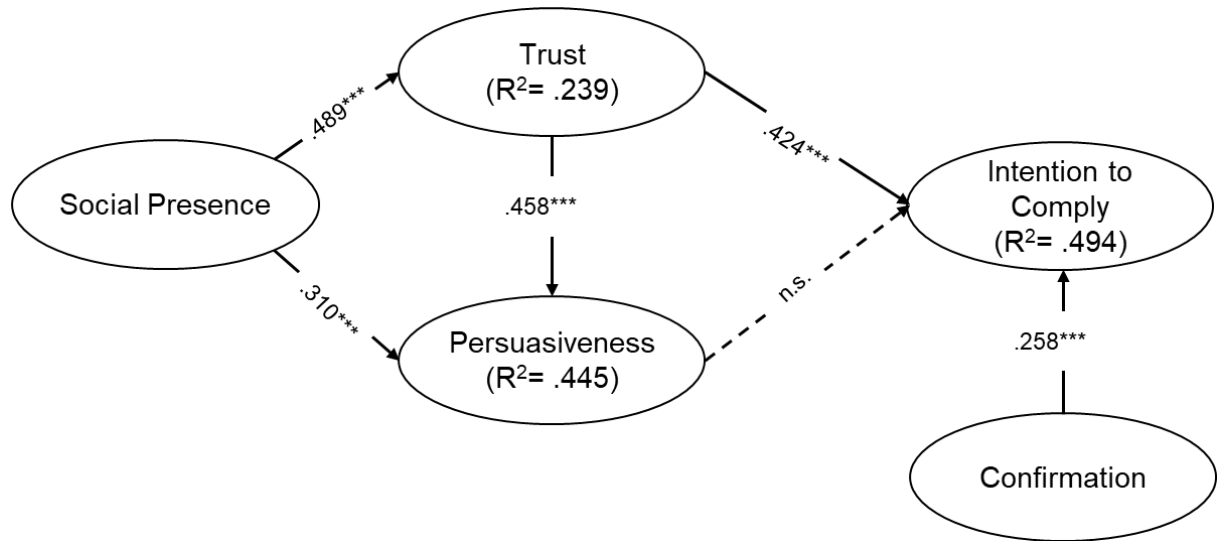 Trust
(R²= .239)
.489***
.424***
Social Presence
.458***
Intention to
Comply
(R²= .494)
.310***
n.s.
Persuasiveness
(R²= .445)
.258***
Confirmation